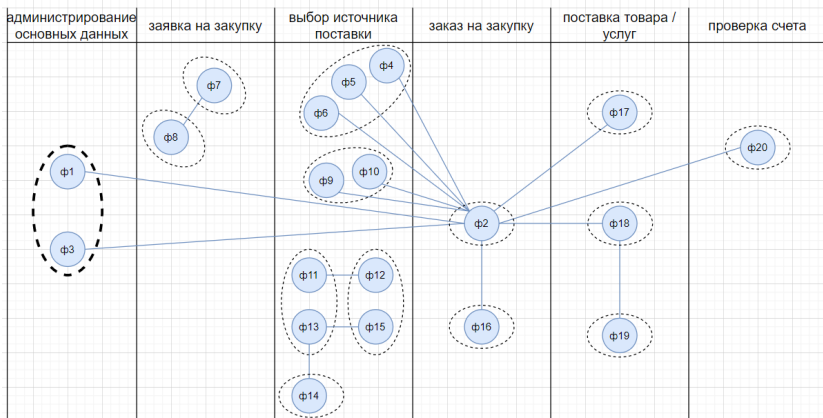 администрирование
основных данных
заявка на закупку
выбор источника
поставки
заказ на закупку
поставка товара /
услуг
проверка счета
ф4
ф7
ф5
ф17
ф6
ф8
ф20
ф1
ф10
ф9
ф2
ф18
ф3
ф11
ф12
ф13
ф15
ф16
ф19
ф14